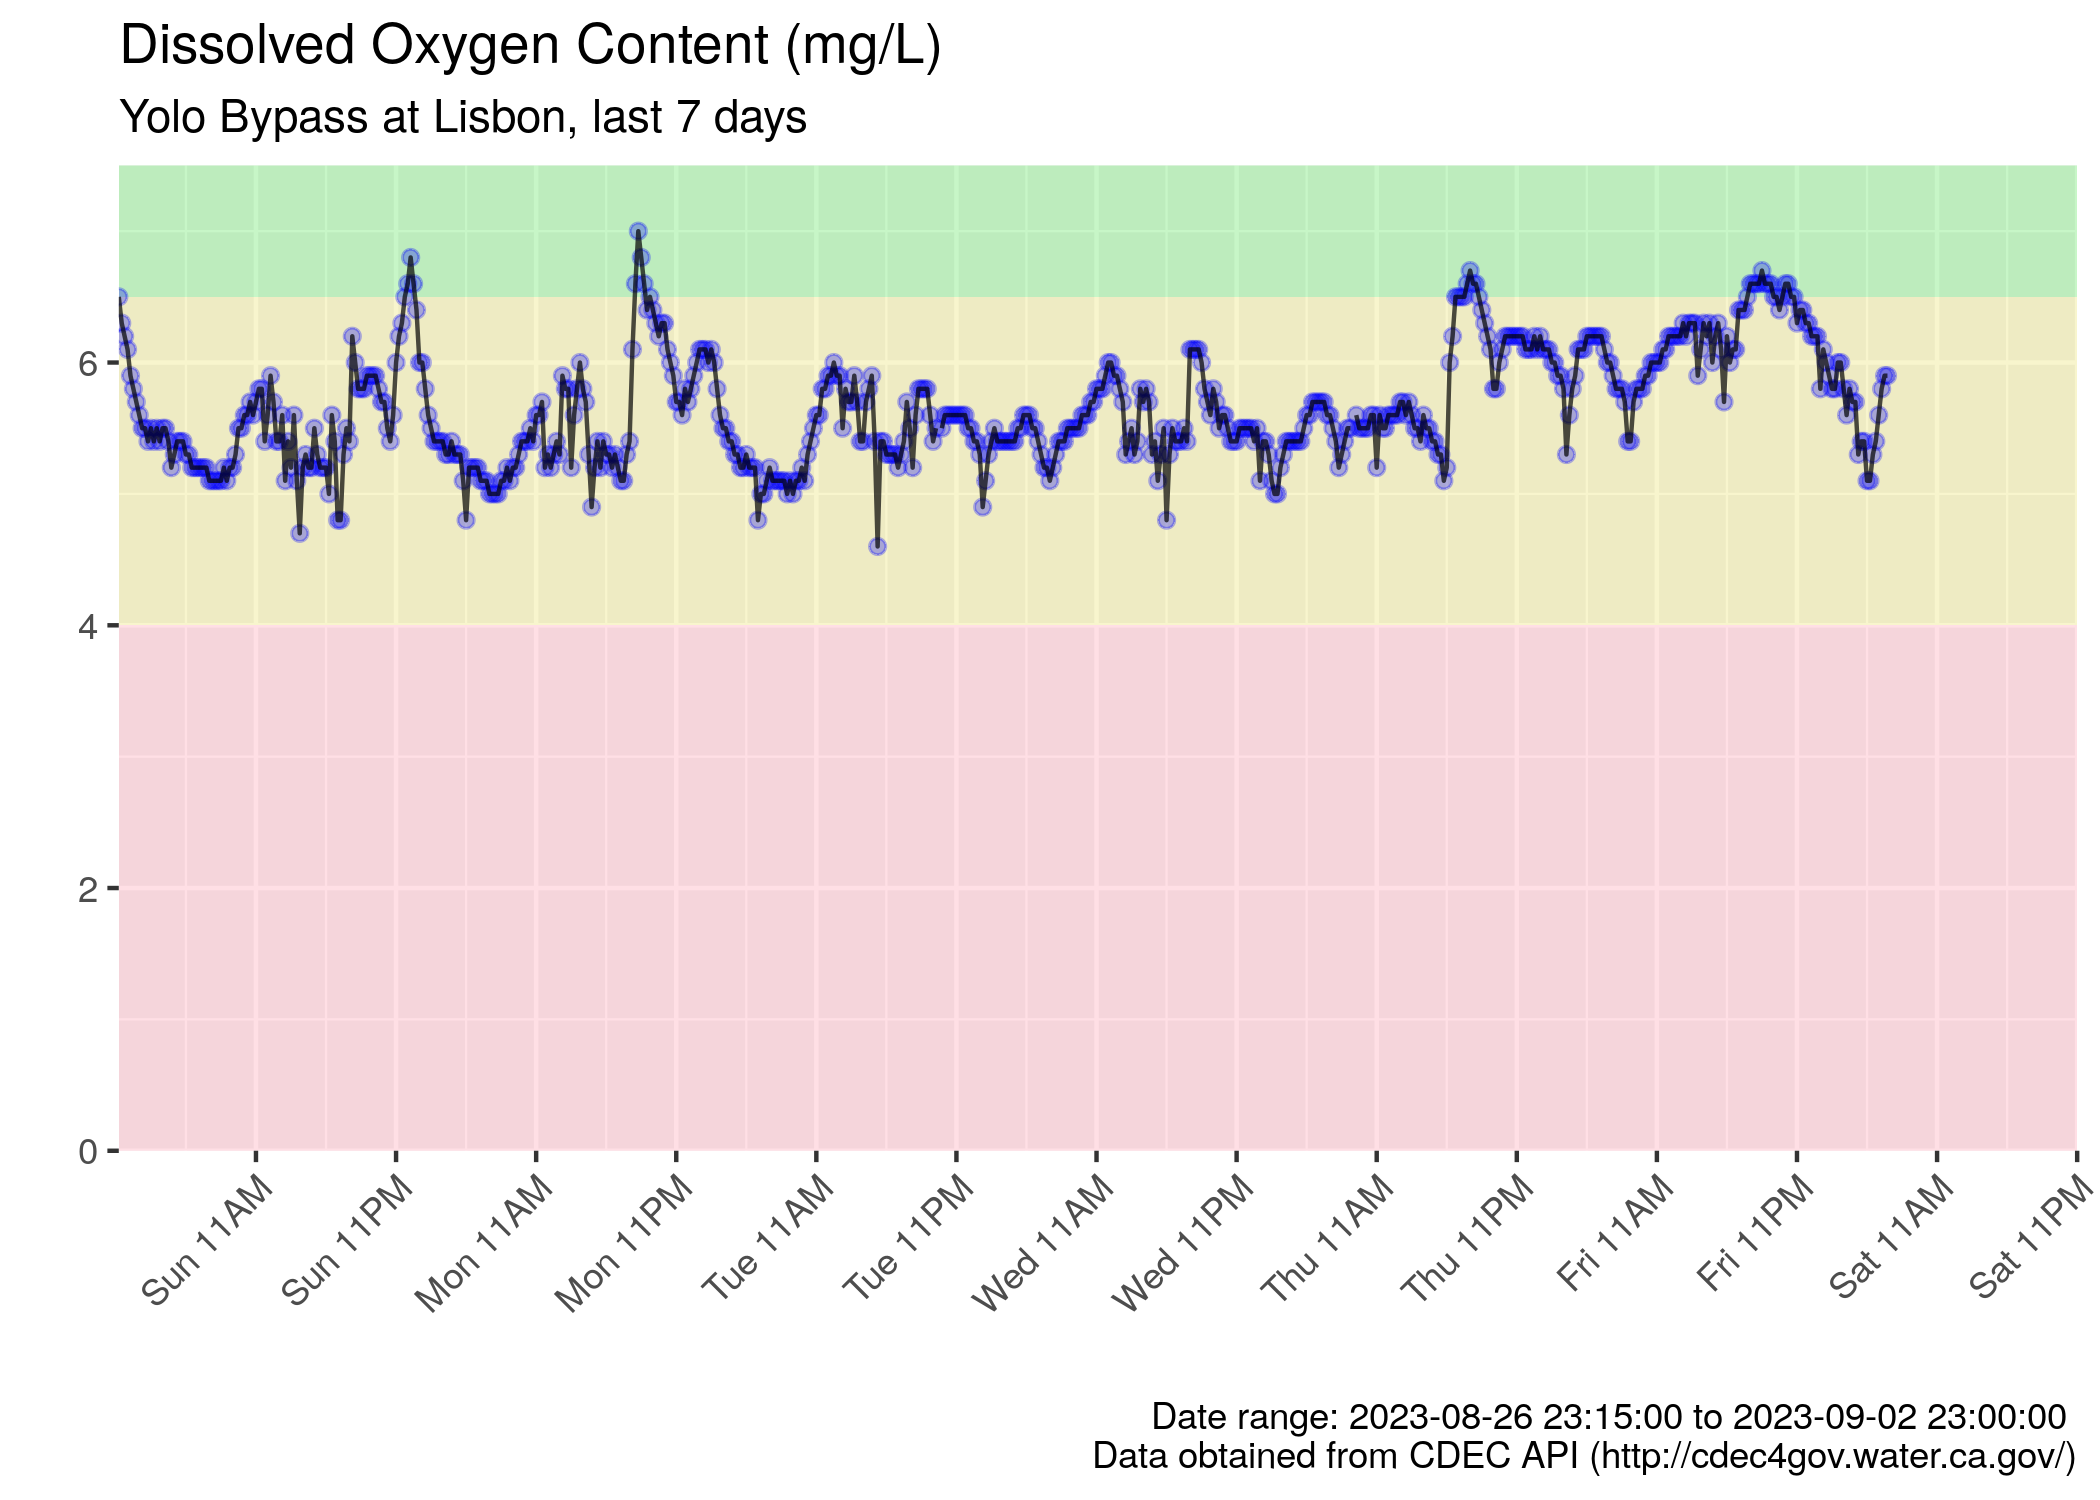 Dissolved Oxygen Content (mg/L)
Yolo Bypass at Lisbon, last 7 days
6
4
2
0
Sun 11AM
Sun 11PM
Mon 11AM
Mon 11PM
Tue 11AM
Tue 11PM
Wed 11AM
Wed 11PM
Thu 11AM
Thu 11PM
Fri 11AM
Fri 11PM
Sat 11AM
Sat 11PM
Date range: 2023-08-26 23:15:00 to 2023-09-02 23:00:00
Data obtained from CDEC API (http://cdec4gov.water.ca.gov/)